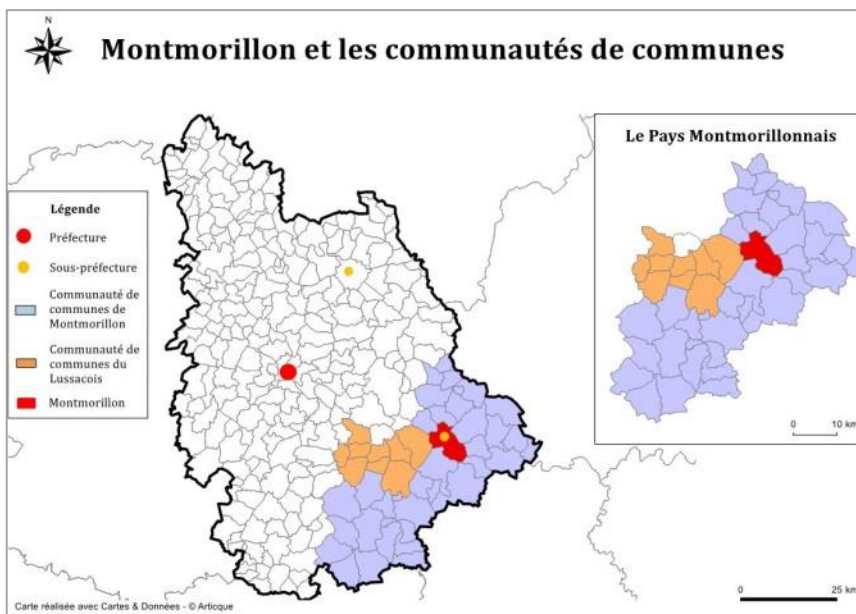 N
Montmorillon et les communautés de communes
Légende
Préfecture
Sous-préfecture
Communauté de
communes de
Montmorillon
Communauté de
communes du
Lussacois
Montmorillon
Le Pays Montmorillonnais
0 10 km
0 25 km
Carte réalisée avec Cartes & Données - © Articque